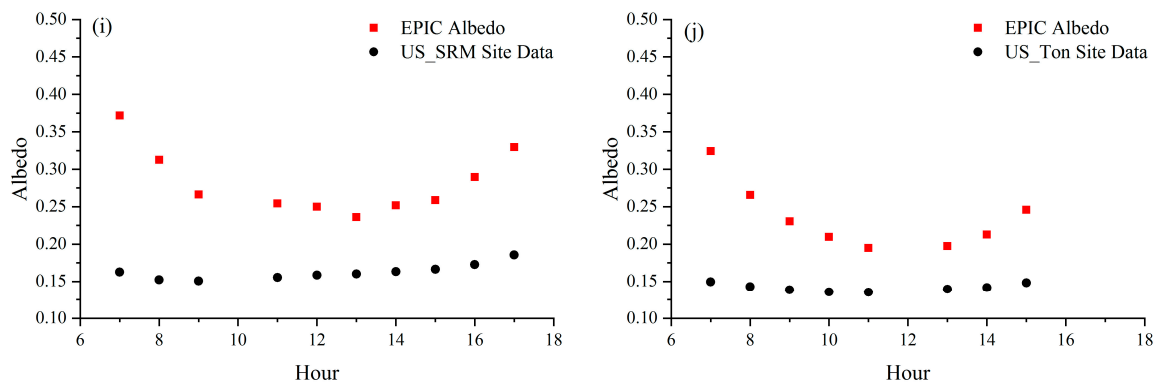 (i)
EPIC Albedo
US_SRM Site Data
Albedo
0.50
0.45
0.40
0.35
0.30
0.25
0.20
0.15
0.10
6 8 10 12 14 16 18
Hour
(j)
EPIC Albedo
US_Ton Site Data
Albedo
0.50
0.45
0.40
0.35
0.30
0.25
0.20
0.15
0.10
6 8 10 12 14 16 18
Hour